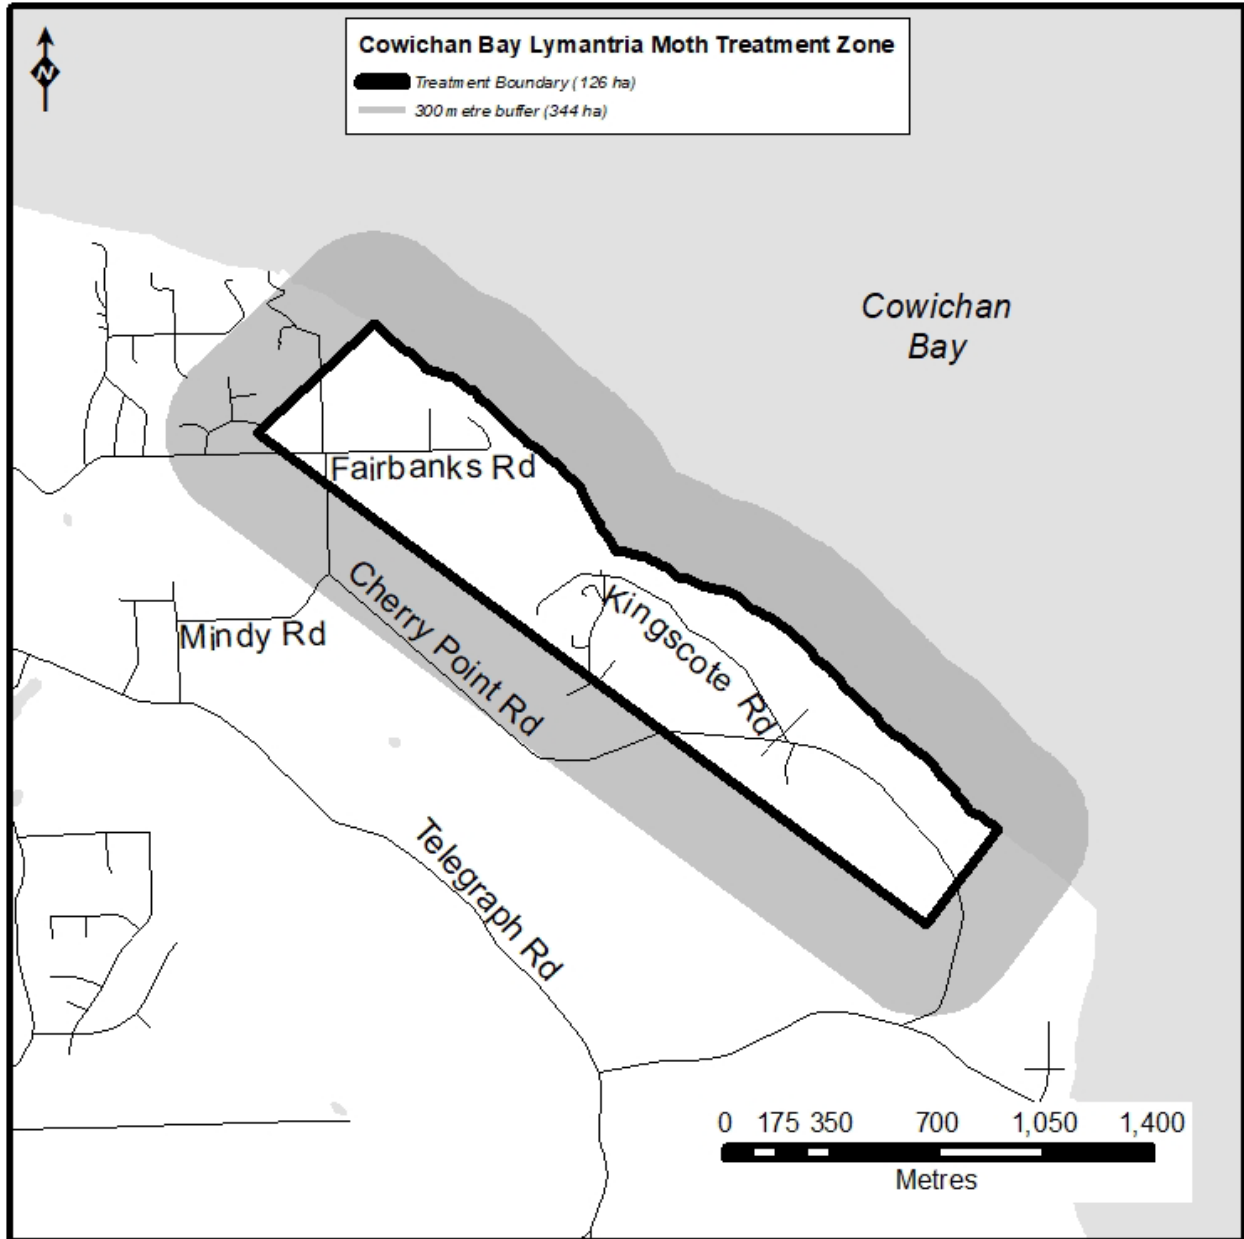 Cowichan Bay Lymantria Moth Treatment Zone
N
Treatment Boundary (126 ha)
300 metre buffer (344 ha)
Cowichan
Bay
Fairbanks Rd
Cherry Point Rd
Kingscote Rd
Mindy Rd
Telegraph Rd
0 175 350 700 1,050 1,400
Metres